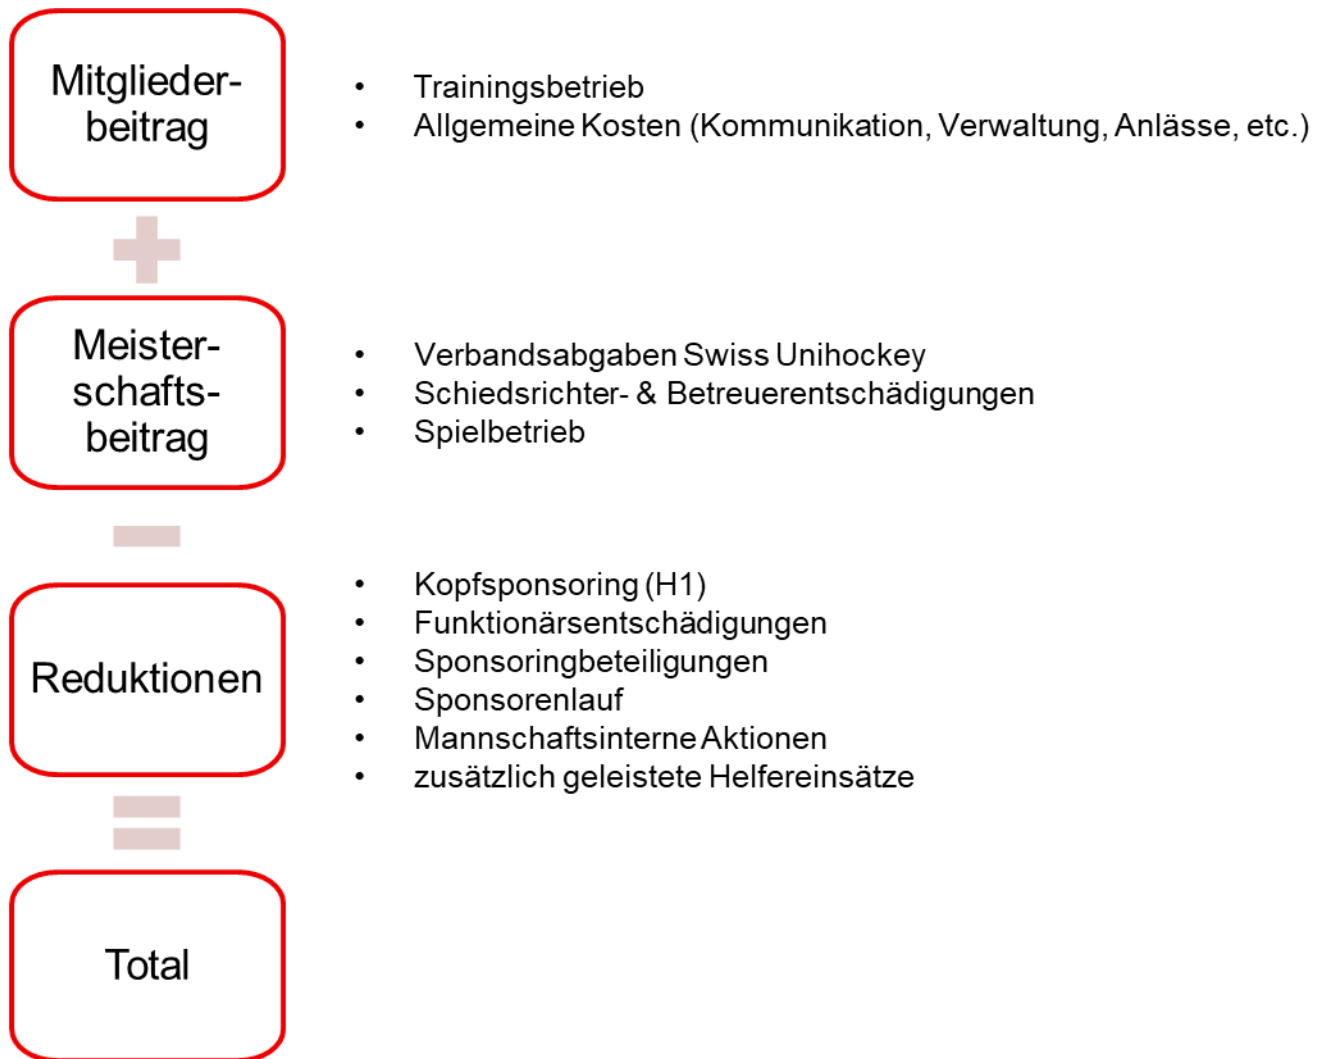 Mitglieder-
beitrag
• Trainingsbetrieb
• Allgemeine Kosten (Kommunikation, Verwaltung, Anlässe, etc.)
Meister-
schafts-
beitrag
• Verbandsabgaben Swiss Unihockey
• Schiedsrichter- & Betreuerentschädigungen
• Spielbetrieb
Reduktionen
• Kopfsponsoring (H1)
• Funktionärsentschädigungen
• Sponsoringbeteiligungen
• Sponsorenlauf
• Mannschaftsinterne Aktionen
• zusätzlich geleistete Helfereinsätze
Total